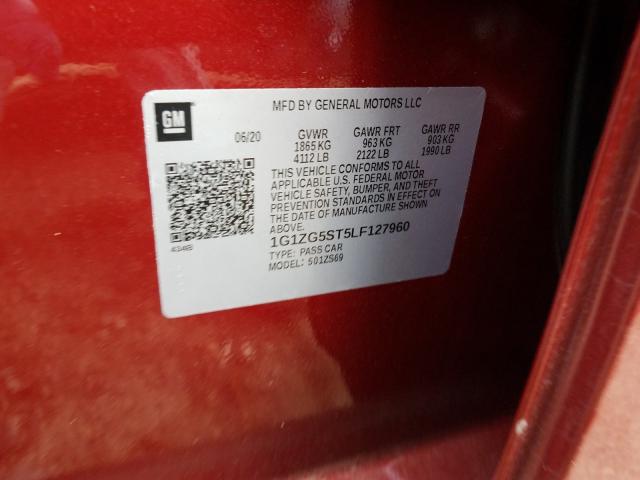 GM
MFD BY GENERAL MOTORS LLC
06/20 GVWR GAWR FRT GAWR RR
1865 KG 963 KG 903 KG
4112 LB 2122 LB 1990 LB
THIS VEHICLE CONFORMS TO ALL
APPLICABLE U.S. FEDERAL MOTOR
VEHICLE SAFETY, BUMPER, AND THEFT
PREVENTION STANDARDS IN EFFECT ON
THE DATE OF MANUFACTURE SHOWN
ABOVE.
1G1ZG5ST5LF127960
TYPE: PASS CAR
MODEL: 501ZS69